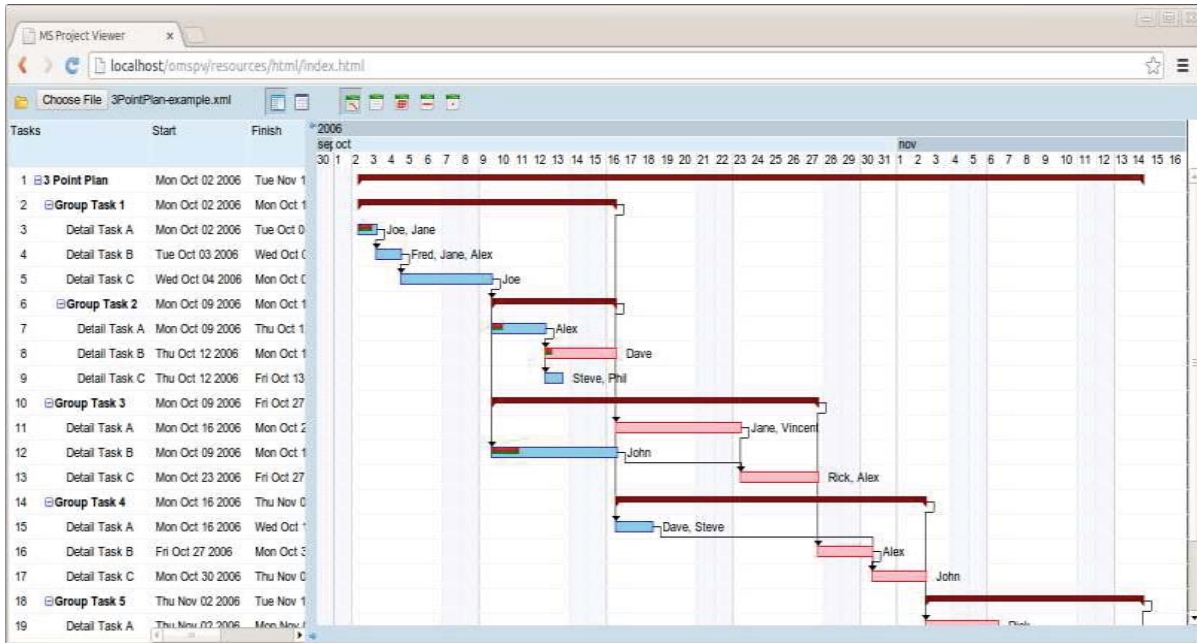 MS Project Viewer
localhost/omspv/resources/html/index.html
Choose File 3PointPlan-example.xml
Tasks Start Finish 2006
sep oct nov
30 1 2 3 4 5 6 7 8 9 10 11 12 13 14 15 16 17 18 19 20 21 22 23 24 25 26 27 28 29 30 31 1 2 3 4 5 6 7 8 9 10 11 12 13 14 15 16
1 3 Point Plan Mon Oct 02 2006 Tue Nov 1
2 Group Task 1 Mon Oct 02 2006 Mon Oct 1
3 Detail Task A Mon Oct 02 2006 Tue Oct 0 Joe, Jane
4 Detail Task B Tue Oct 03 2006 Wed Oct 0 Fred, Jane, Alex
5 Detail Task C Wed Oct 04 2006 Mon Oct 0 Joe
6 Group Task 2 Mon Oct 09 2006 Mon Oct 1
7 Detail Task A Mon Oct 09 2006 Thu Oct 1 Alex
8 Detail Task B Thu Oct 12 2006 Mon Oct 1 Dave
9 Detail Task C Thu Oct 12 2006 Fri Oct 13 Steve, Phil
10 Group Task 3 Mon Oct 09 2006 Fri Oct 27
11 Detail Task A Mon Oct 16 2006 Mon Oct 2 Jane, Vincent
12 Detail Task B Mon Oct 09 2006 Mon Oct 1 John
13 Detail Task C Mon Oct 23 2006 Fri Oct 27 Rick, Alex
14 Group Task 4 Mon Oct 16 2006 Thu Nov 0
15 Detail Task A Mon Oct 16 2006 Wed Oct 1 Dave, Steve
16 Detail Task B Fri Oct 27 2006 Mon Oct 3 Alex
17 Detail Task C Mon Oct 30 2006 Thu Nov 0 John
18 Group Task 5 Thu Nov 02 2006 Tue Nov 1
19 Detail Task A Thu Nov 02 2006 Mon Nov Rick